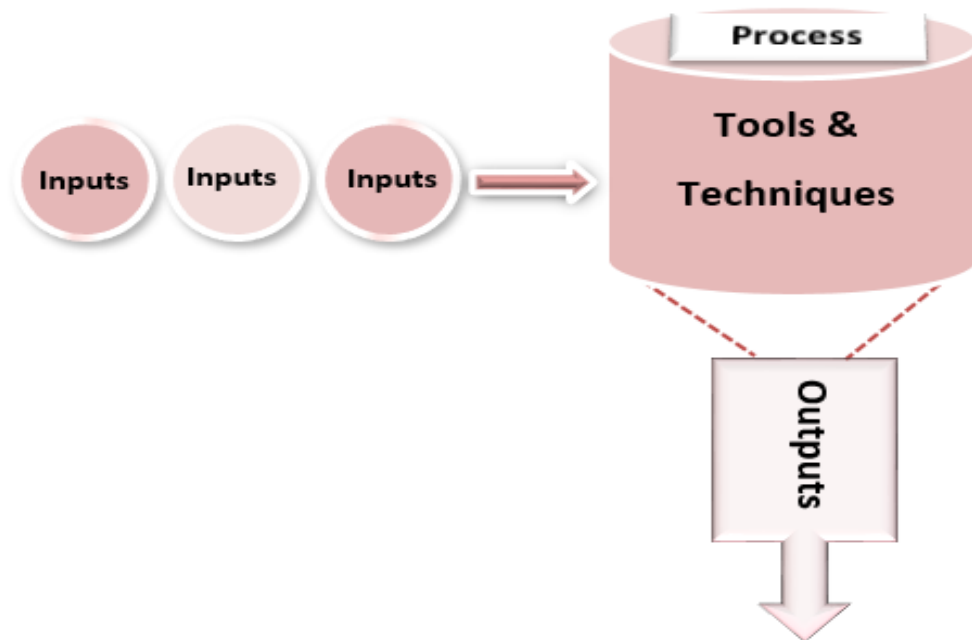 Process
Tools &
Techniques
Inputs
Inputs
Inputs
Outputs